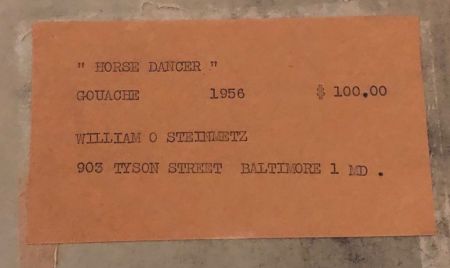 " HORSE DANCER "
GOUACHE 1956 $ 100.00
WILLIAM O STEINMETZ
903 TYSON STREET BALTIMORE 1 MD .